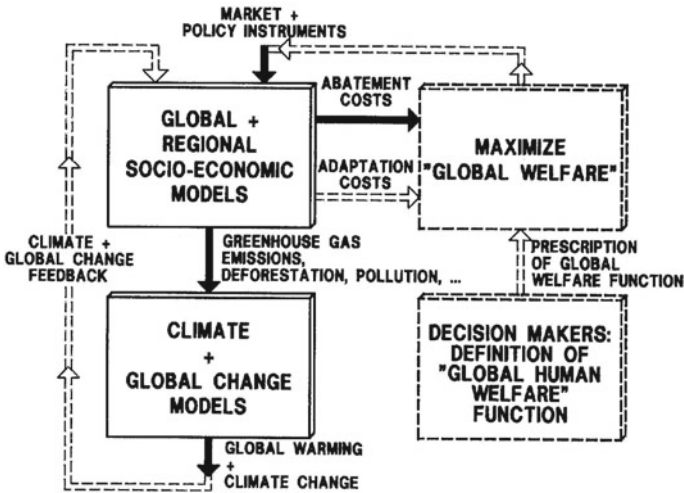 MARKET +
POLICY INSTRUMENTS
ABATEMENT
COSTS
GLOBAL +
REGIONAL
SOCIO-ECONOMIC
MODELS
MAXIMIZE
"GLOBAL WELFARE"
ADAPTATION
COSTS
CLIMATE +
GLOBAL CHANGE
FEEDBACK
GREENHOUSE GAS
EMISSIONS,
DEFORESTATION, POLLUTION, ...
PRESCRIPTION
OF GLOBAL
WELFARE FUNCTION
CLIMATE
+
GLOBAL CHANGE
MODELS
DECISION MAKERS:
DEFINITION OF
"GLOBAL HUMAN
WELFARE"
FUNCTION
GLOBAL WARMING
+
CLIMATE CHANGE